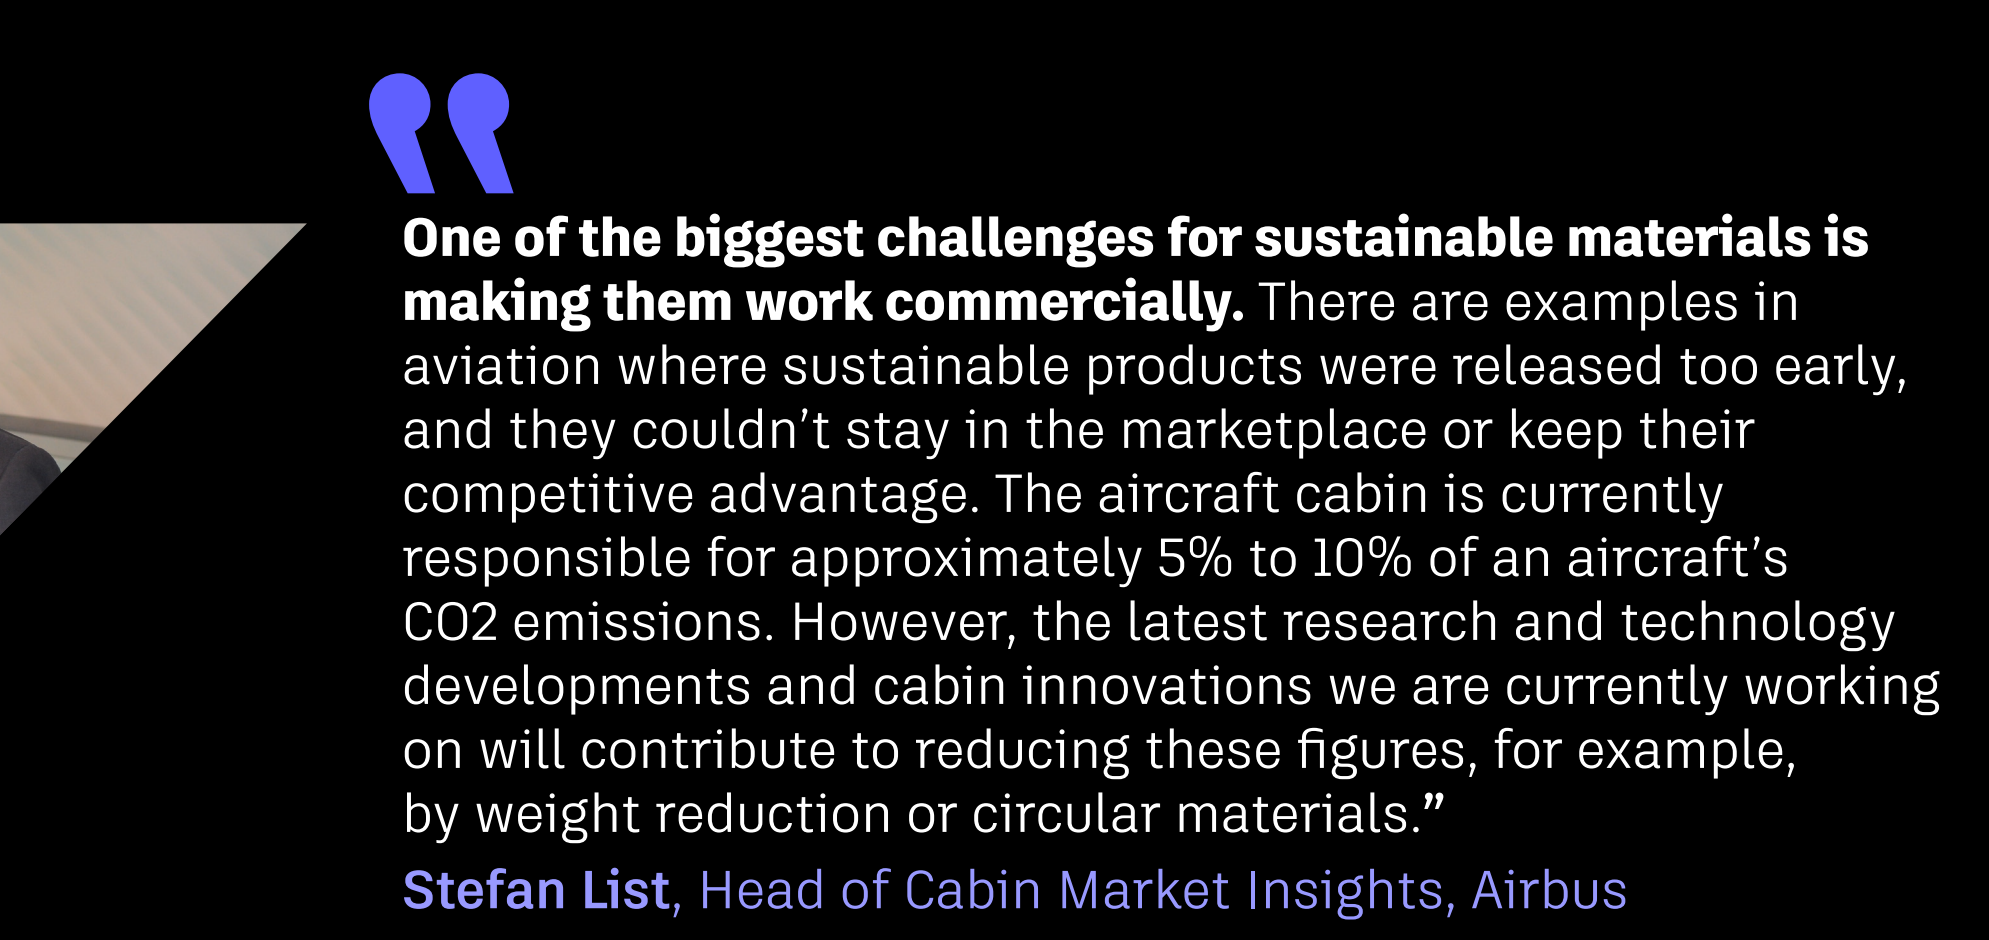 “
One of the biggest challenges for sustainable materials is
making them work commercially. There are examples in
aviation where sustainable products were released too early,
and they couldn’t stay in the marketplace or keep their
competitive advantage. The aircraft cabin is currently
responsible for approximately 5% to 10% of an aircraft’s
CO2 emissions. However, the latest research and technology
developments and cabin innovations we are currently working
on will contribute to reducing these figures, for example,
by weight reduction or circular materials.”
Stefan List, Head of Cabin Market Insights, Airbus